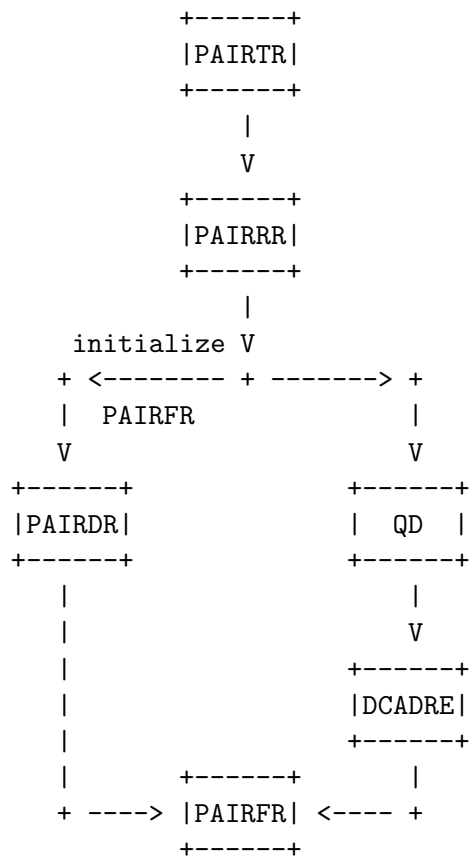 +------+
|PAIRTR|
+------+
|
V
+------+
|PAIRRR|
+------+
|
initialize V
+ <-------- + -------> +
| PAIRFR |
V V
+------+ +------+
|PAIRDR| | QD |
+------+ +------+
| |
| V
| +------+
| |DCADRE|
| +------+
| +------+ |
+ ----> |PAIRFR| <---- +
+------+